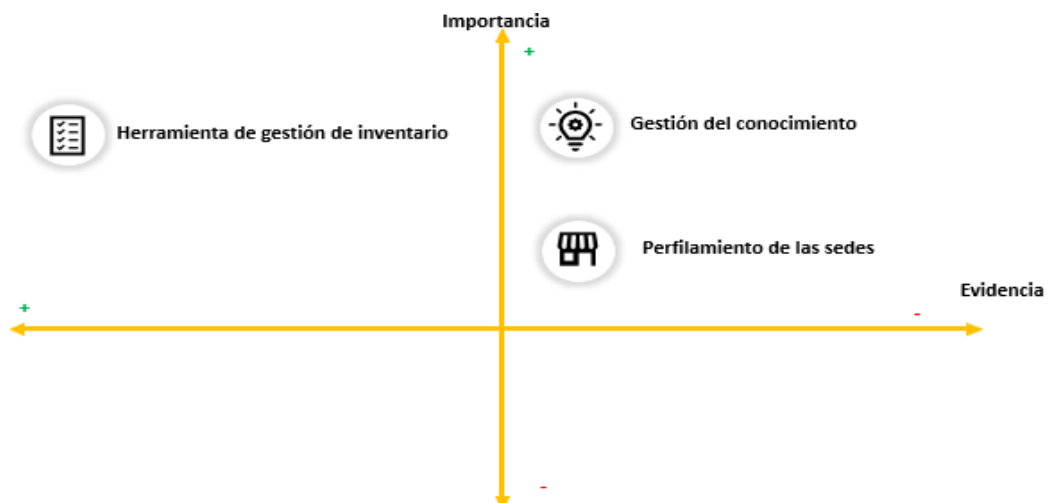 Importancia
+
Herramienta de gestión de inventario
Gestión del conocimiento
Perfilamiento de las sedes
Evidencia
+
-
-